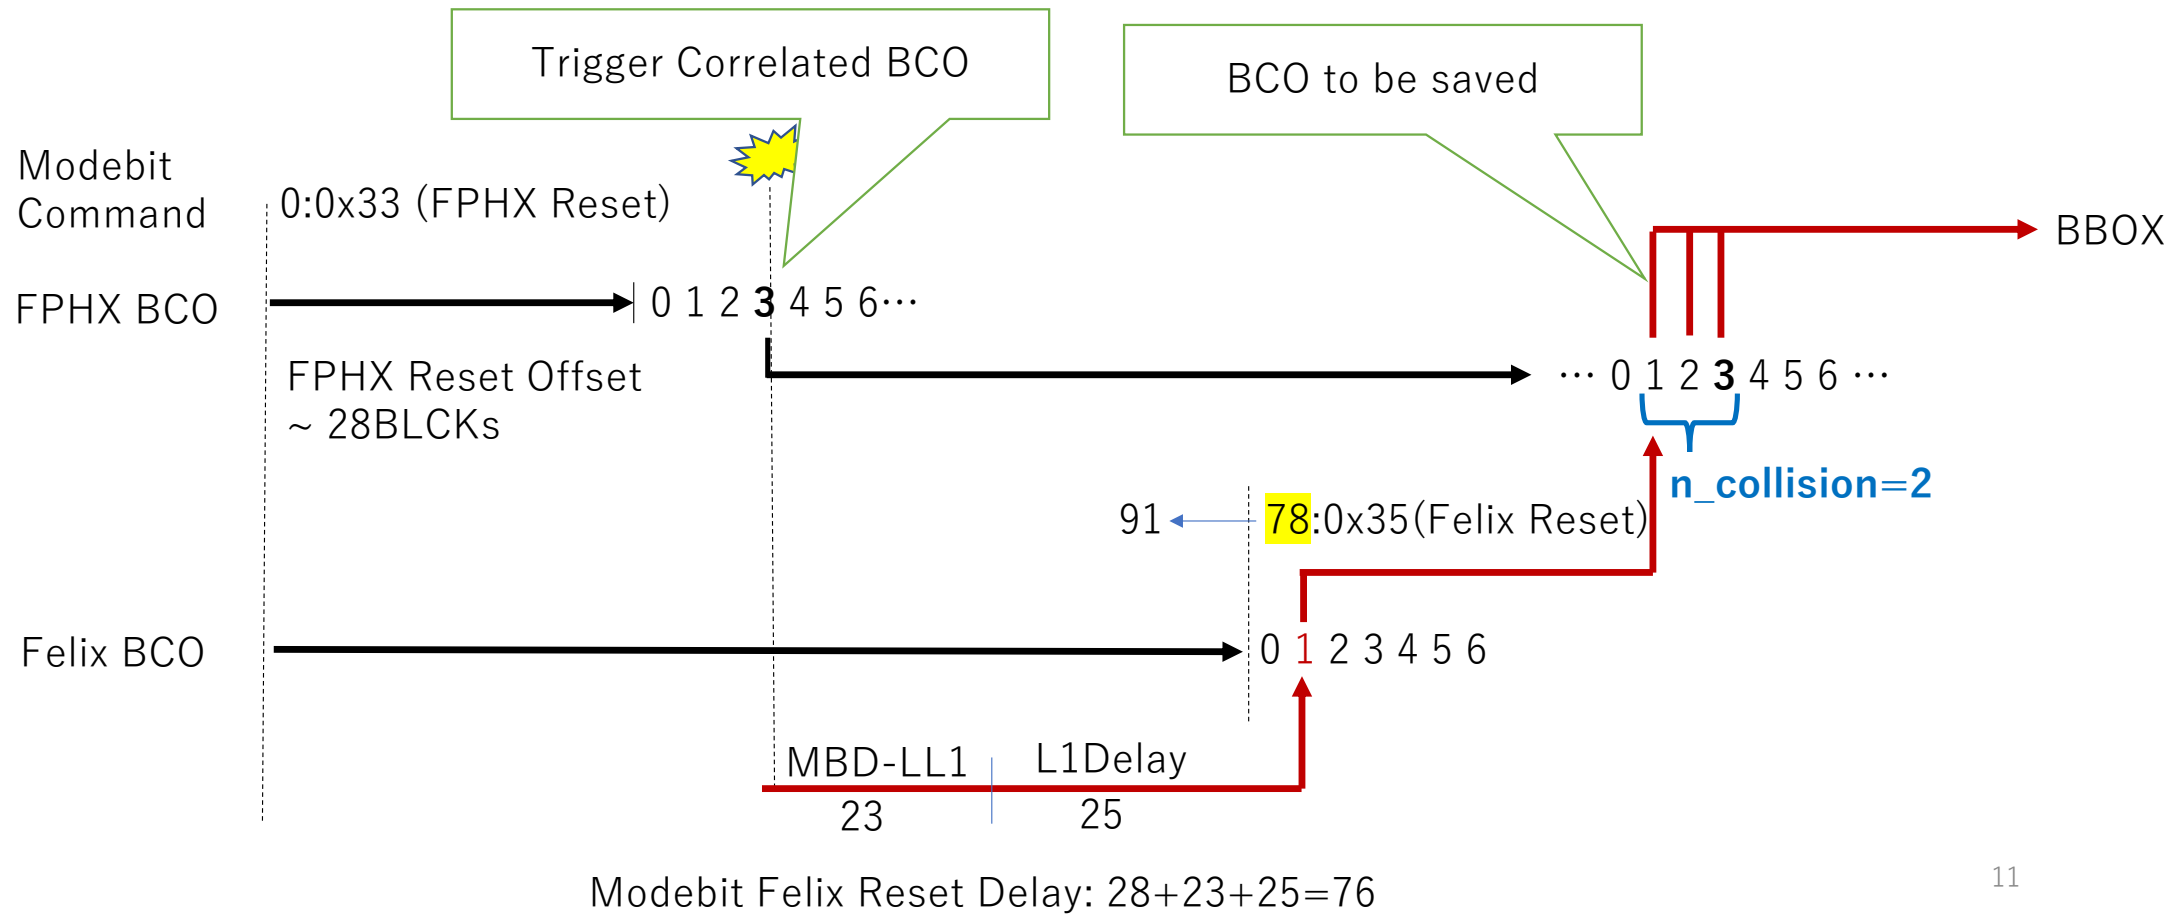 Trigger Correlated BCO
BCO to be saved
Modebit
Command
0:0x33 (FPHX Reset)
BBOX
FPHX BCO
0 1 2 3 4 5 6…
FPHX Reset Offset
~ 28BLCKs
… 0 1 2 3 4 5 6 …
n_collision=2
91
78:0x35(Felix Reset)
Felix BCO
0 1 2 3 4 5 6
MBD-LL1
L1Delay
23
25
Modebit Felix Reset Delay: 28+23+25=76
11